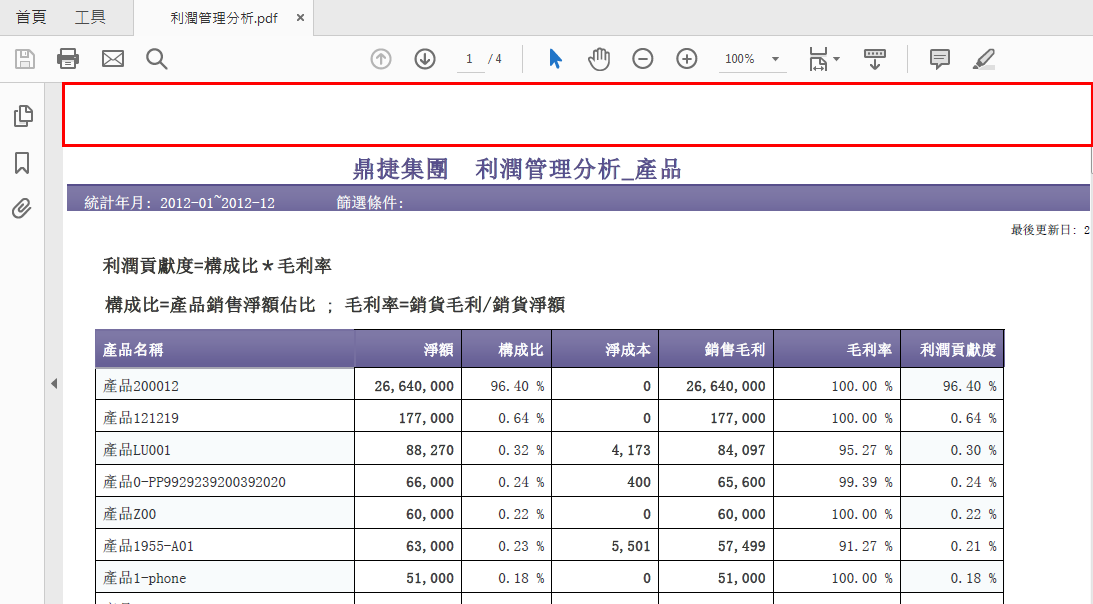 首頁 工具 利潤管理分析.pdf ×
1 / 4 100%
鼎捷集團 利潤管理分析_產品
統計年月: 2012-01~2012-12 篩選條件:
最後更新日: 2
利潤貢獻度=構成比*毛利率
構成比=產品銷售淨額佔比 ; 毛利率=銷貨毛利/銷貨淨額
產品名稱 淨額 構成比 淨成本 銷售毛利 毛利率 利潤貢獻度
產品200012 26,640,000 96.40 % 0 26,640,000 100.00 % 96.40 %
產品121219 177,000 0.64 % 0 177,000 100.00 % 0.64 %
產品LU001 88,270 0.32 % 4,173 84,097 95.27 % 0.30 %
產品0-PP9929239200392020 66,000 0.24 % 400 65,600 99.39 % 0.24 %
產品Z00 60,000 0.22 % 0 60,000 100.00 % 0.22 %
產品1955-A01 63,000 0.23 % 5,501 57,499 91.27 % 0.21 %
產品1-phone 51,000 0.18 % 0 51,000 100.00 % 0.18 %